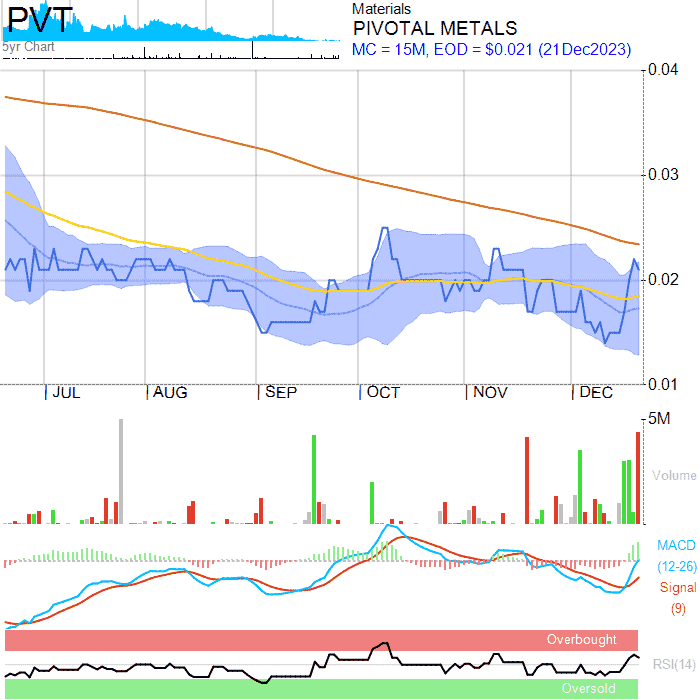 PVT
5yr Chart
Materials
PIVOTAL METALS
MC = 15M, EOD = $0.021 (21Dec2023)
0.04
0.03
0.02
0.01
JUL AUG SEP OCT NOV DEC
5M
Volume
MACD
(12-26)
Signal
(9)
Overbought
RSI(14)
Oversold